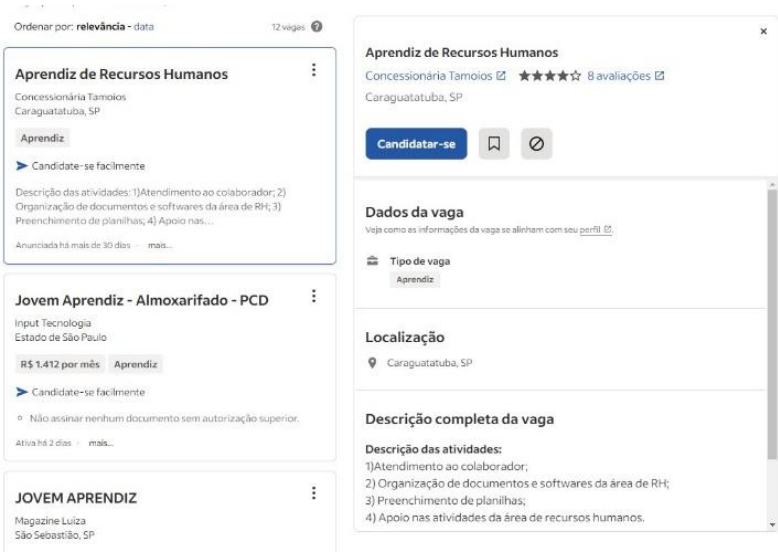 Ordenar por: relevância - data
12 vagas
Aprendiz de Recursos Humanos
Concessionária Tamoios
Caraguatatuba, SP
Aprendiz
Candidate-se facilmente
Descrição das atividades: 1)Atendimento ao colaborador; 2)
Organização de documentos e softwares da área de RH; 3)
Preenchimento de planilhas; 4) Apoio nas...
Anunciada há mais de 30 dias · mais...
Jovem Aprendiz - Almoxarifado - PCD
Input Tecnologia
Estado de São Paulo
R$ 1.412 por mês Aprendiz
Candidate-se facilmente
Não assinar nenhum documento sem autorização superior.
Ativa há 2 dias · mais...
JOVEM APRENDIZ
Magazine Luiza
São Sebastião, SP
Aprendiz de Recursos Humanos
Concessionária Tamoios 8 avaliações
Caraguatatuba, SP
Candidatar-se
Dados da vaga
Veja como as informações da vaga se alinham com seu perfil.
Tipo de vaga
Aprendiz
Localização
Caraguatatuba, SP
Descrição completa da vaga
Descrição das atividades:
1)Atendimento ao colaborador;
2) Organização de documentos e softwares da área de RH;
3) Preenchimento de planilhas;
4) Apoio nas atividades da área de recursos humanos.